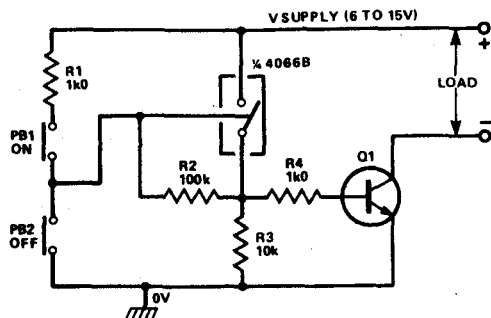 V SUPPLY (6 TO 15V)
+
R1
1k0
¼ 4066B
LOAD
PB1
ON
−
R2
100k
R4
1k0
Q1
PB2
OFF
R3
10k
0V